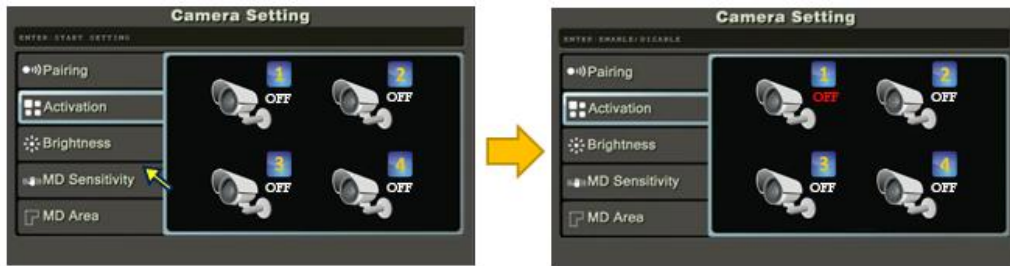 Camera Setting
ENTER:START SETTING
Pairing
Activation
Brightness
MD Sensitivity
MD Area
1
OFF
2
OFF
3
OFF
4
OFF
Camera Setting
ENTER:ENABLE/DISABLE
Pairing
Activation
Brightness
MD Sensitivity
MD Area
1
OFF
2
OFF
3
OFF
4
OFF